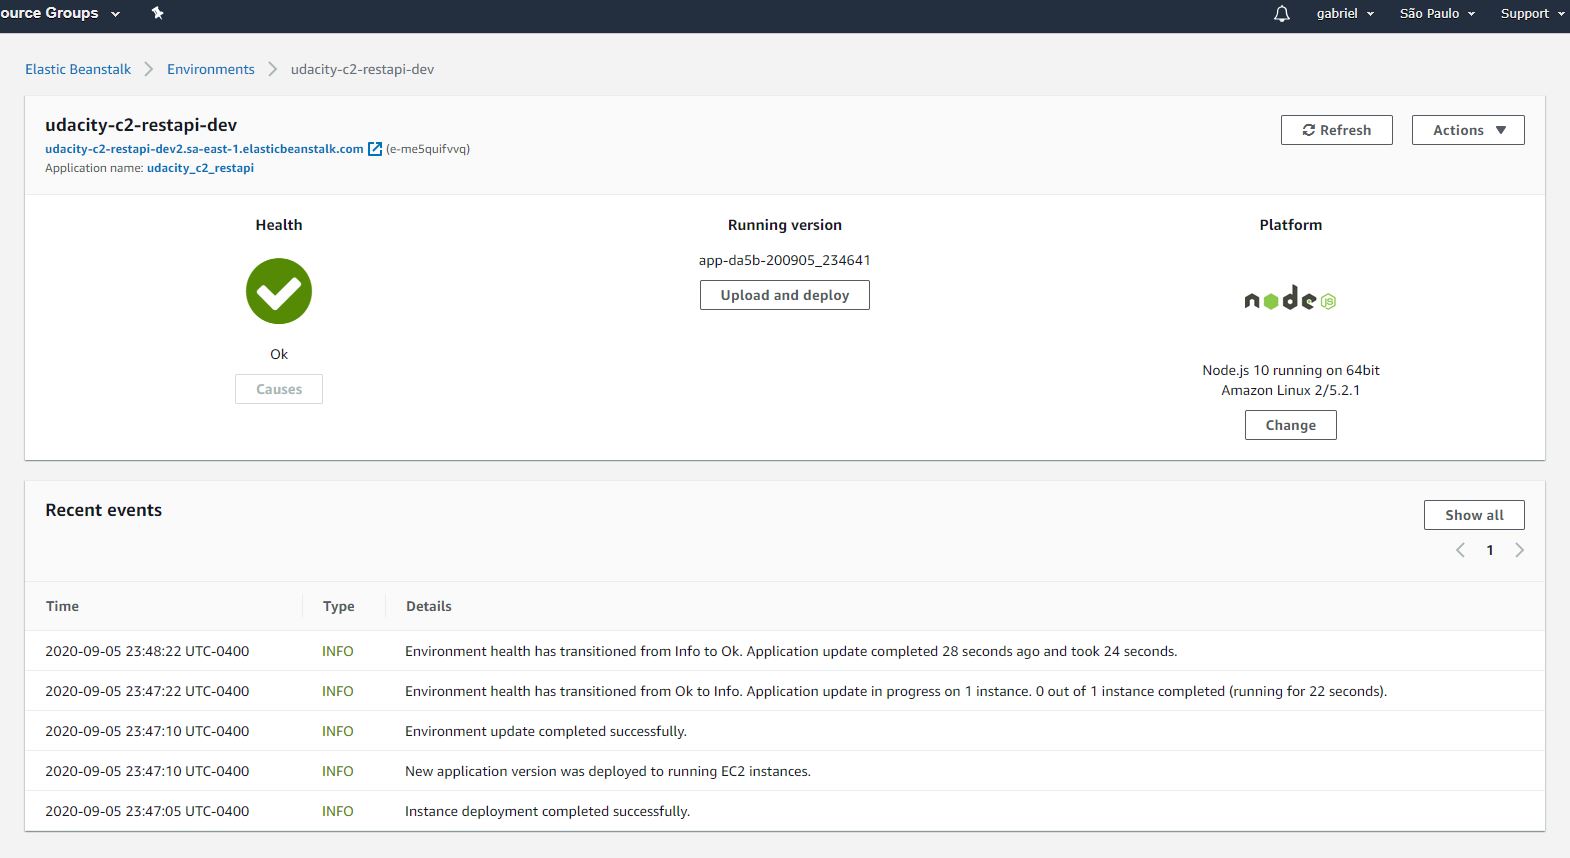 ource Groups
gabriel
São Paulo
Support
Elastic Beanstalk
Environments
udacity-c2-restapi-dev
udacity-c2-restapi-dev
Refresh
Actions
udacity-c2-restapi-dev2.sa-east-1.elasticbeanstalk.com (e-me5quifvvq)
Application name: udacity_c2_restapi
Health
Ok
Causes
Running version
app-da5b-200905_234641
Upload and deploy
Platform
node JS
Node.js 10 running on 64bit
Amazon Linux 2/5.2.1
Change
Recent events
Show all
1
Time Type Details
2020-09-05 23:48:22 UTC-0400 INFO Environment health has transitioned from Info to Ok. Application update completed 28 seconds ago and took 24 seconds.
2020-09-05 23:47:22 UTC-0400 INFO Environment health has transitioned from Ok to Info. Application update in progress on 1 instance. 0 out of 1 instance completed (running for 22 seconds).
2020-09-05 23:47:10 UTC-0400 INFO Environment update completed successfully.
2020-09-05 23:47:10 UTC-0400 INFO New application version was deployed to running EC2 instances.
2020-09-05 23:47:05 UTC-0400 INFO Instance deployment completed successfully.